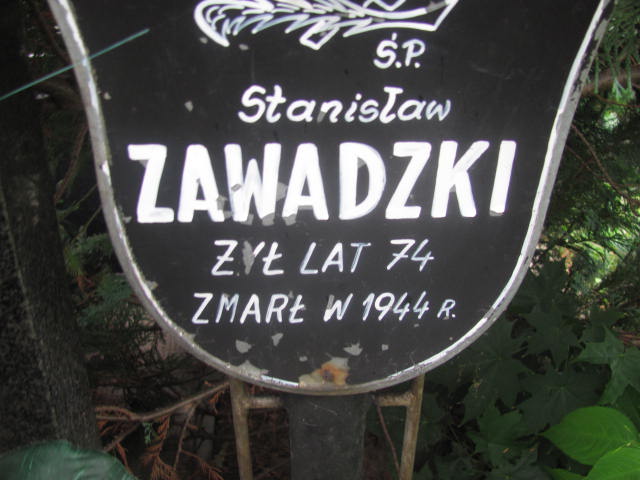 Ś.P.
Stanisław
ZAWADZKI
ŻYŁ LAT 74
ZMARŁ W 1944 R.